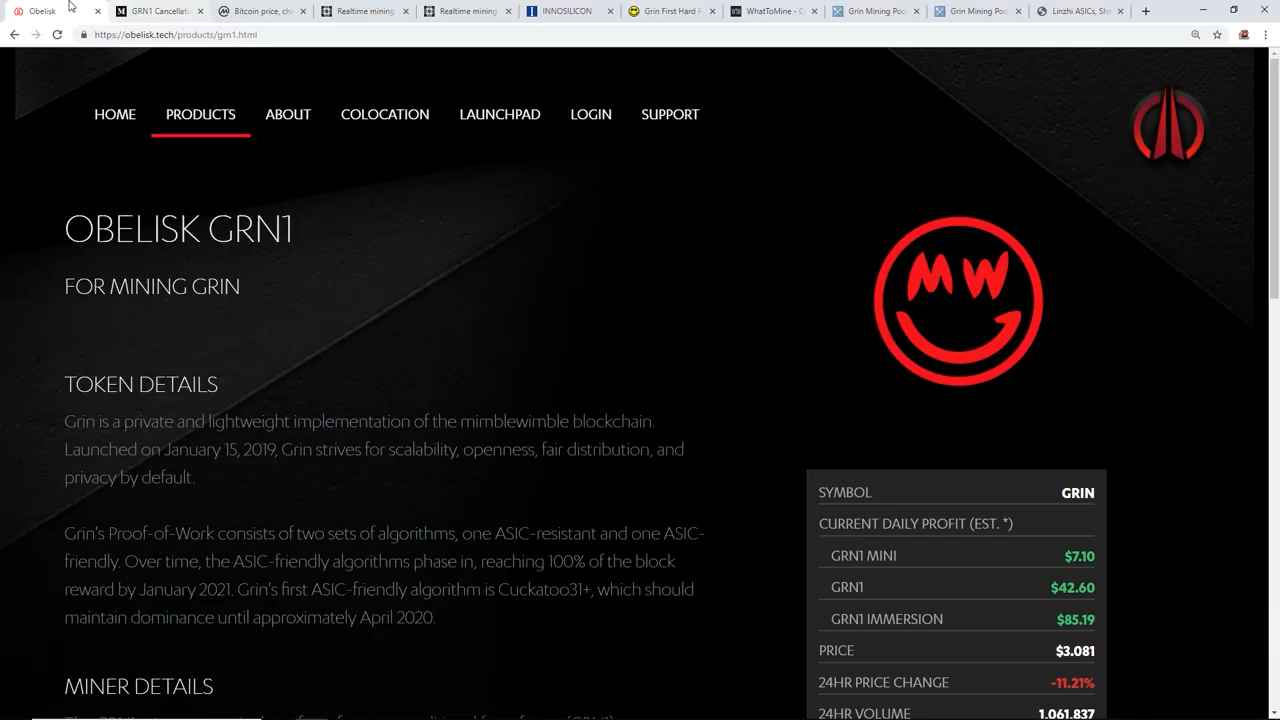 Obelisk
GRN1 Cancellati
Bitcoin price, ch
Realtime mining
Realtime mining
INNOSILICON
Grin First Hard F
WhatToMine - C
Grin Mining Poo
Grin Mining Poo
Linzhi ASICs, She
https://obelisk.tech/products/grn1.html
HOME PRODUCTS ABOUT COLOCATION LAUNCHPAD LOGIN SUPPORT
OBELISK GRN1
FOR MINING GRIN
MW
TOKEN DETAILS
Grin is a private and lightweight implementation of the mimblewimble blockchain.
Launched on January 15, 2019, Grin strives for scalability, openness, fair distribution, and
privacy by default.
Grin's Proof-of-Work consists of two sets of algorithms, one ASIC-resistant and one ASIC-
friendly. Over time, the ASIC-friendly algorithms phase in, reaching 100% of the block
reward by January 2021. Grin's first ASIC-friendly algorithm is Cuckatoo31+, which should
maintain dominance until approximately April 2020.
MINER DETAILS
SYMBOL GRIN
CURRENT DAILY PROFIT (EST. *)
GRN1 MINI $7.10
GRN1 $42.60
GRN1 IMMERSION $85.19
PRICE $3.081
24HR PRICE CHANGE -11.21%
24HR VOLUME 1,061,837